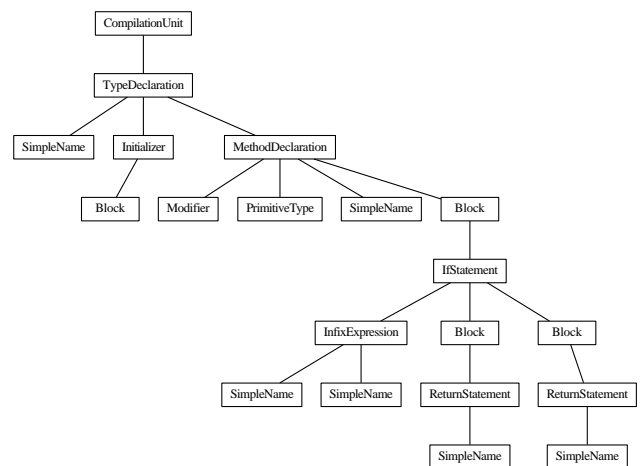 CompilationUnit
TypeDeclaration
SimpleName Initializer MethodDeclaration
Block Modifier PrimitiveType SimpleName Block
IfStatement
InfixExpression Block Block
SimpleName SimpleName ReturnStatement ReturnStatement
SimpleName SimpleName